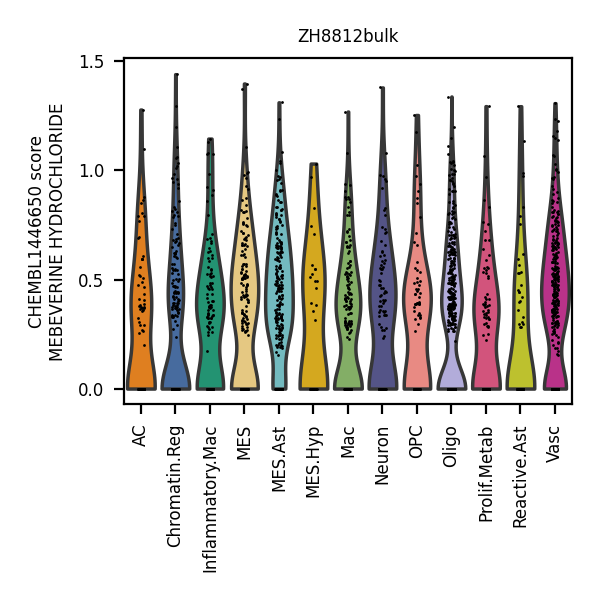 ZH8812bulk
CHEMBL1446650 score
MEBEVERINE HYDROCHLORIDE
1.5
1.0
0.5
0.0
AC
Chromatin.Reg
Inflammatory.Mac
MES
MES.Ast
MES.Hyp
Mac
Neuron
OPC
Oligo
Prolif.Metab
Reactive.Ast
Vasc